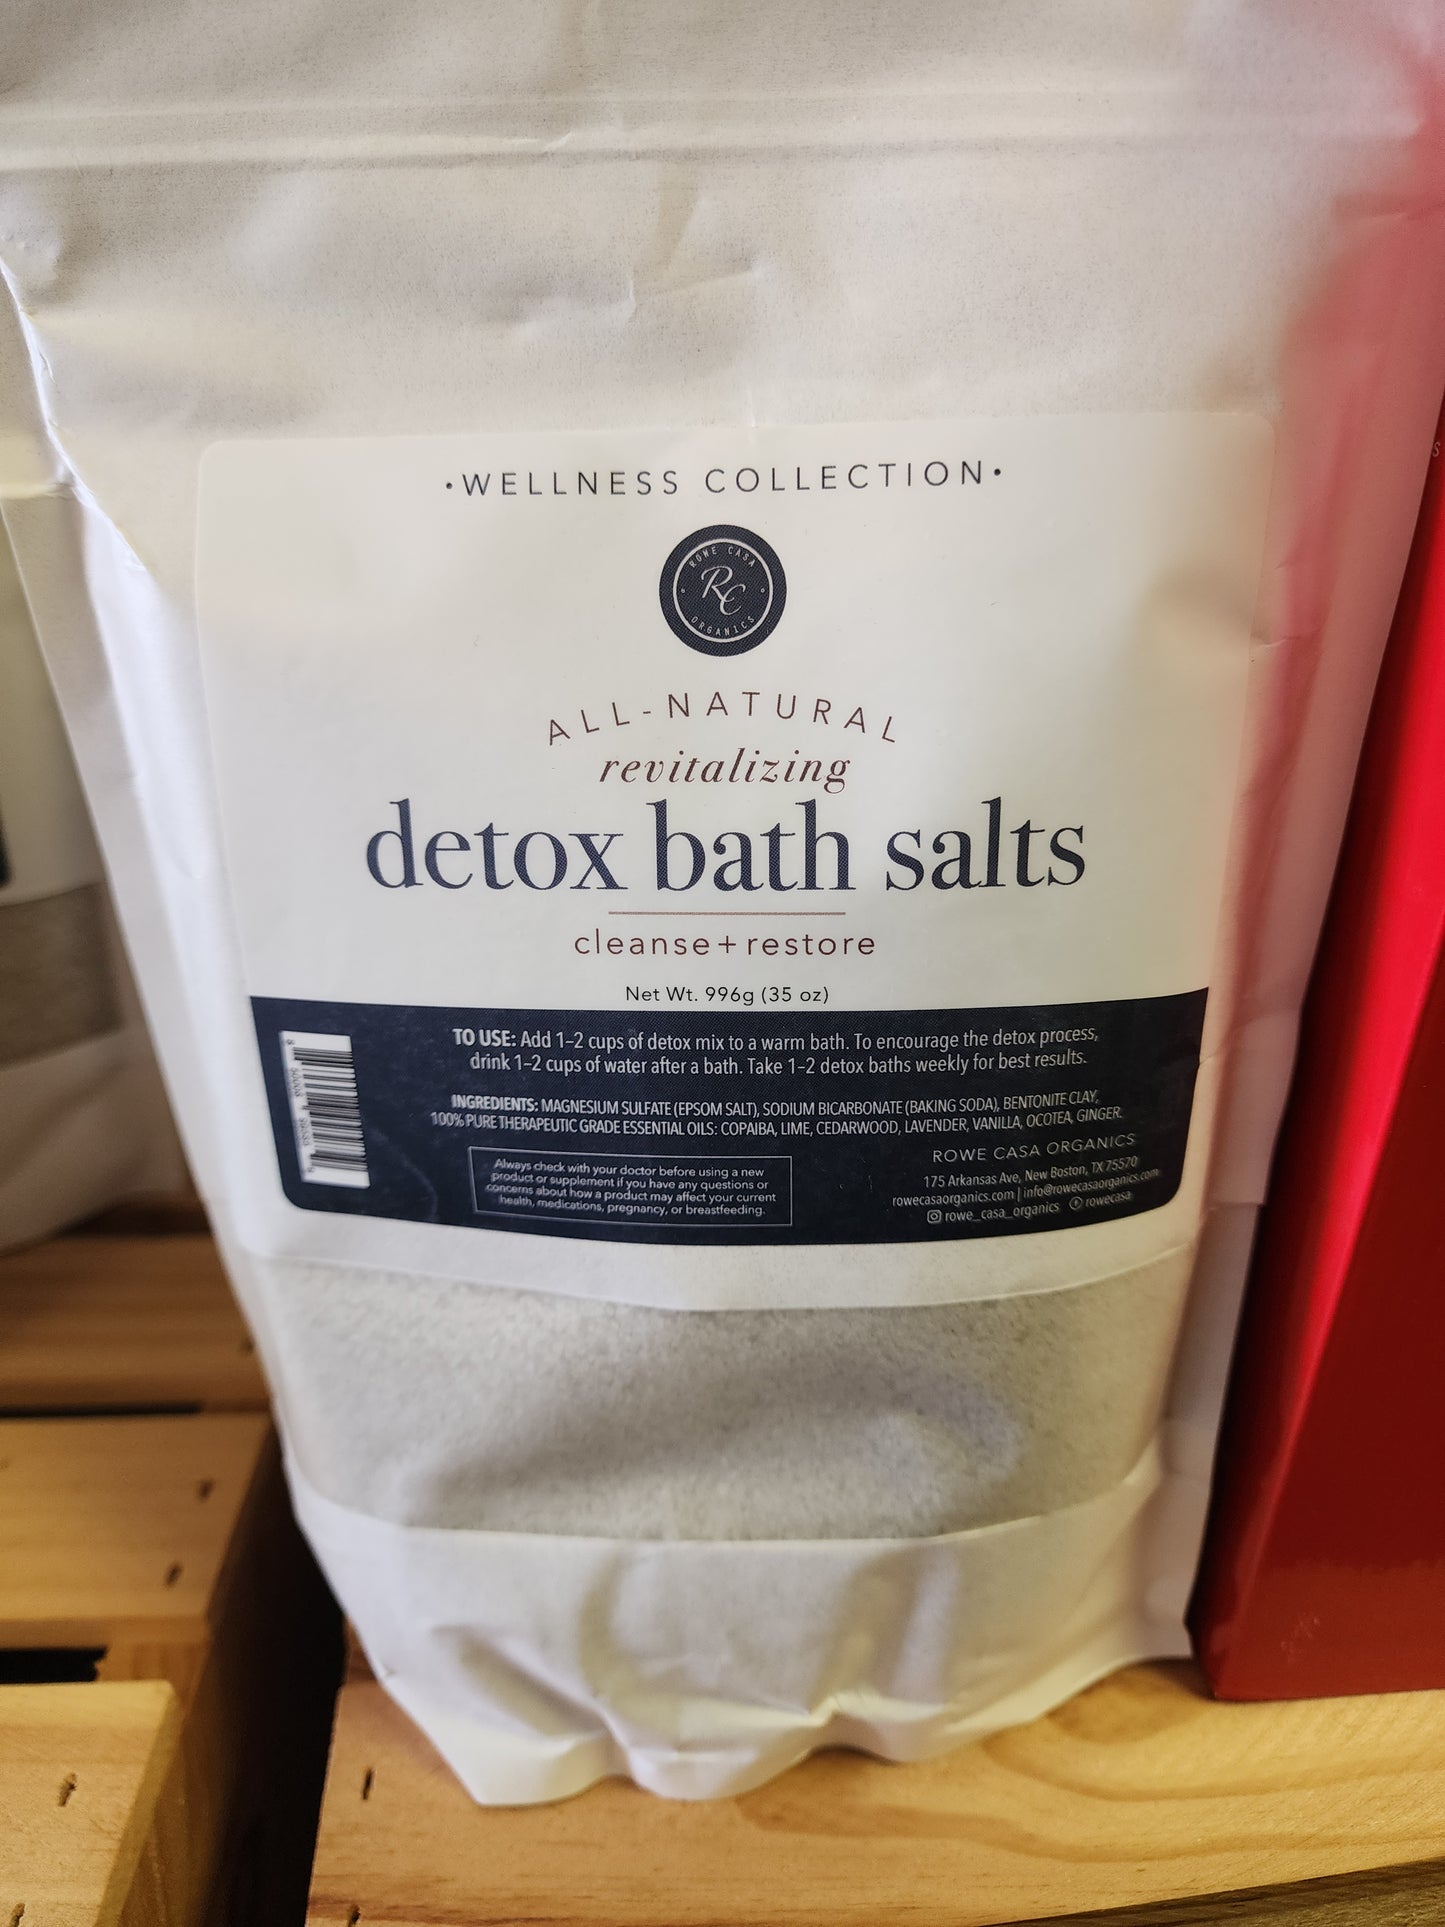 ·WELLNESS COLLECTION·
ROWE CASA
RC
ORGANICS
ALL-NATURAL
revitalizing
detox bath salts
cleanse+restore
Net Wt. 996g (35 oz)
TO USE: Add 1–2 cups of detox mix to a warm bath. To encourage the detox process,
drink 1–2 cups of water after a bath. Take 1–2 detox baths weekly for best results.
INGREDIENTS: MAGNESIUM SULFATE (EPSOM SALT), SODIUM BICARBONATE (BAKING SODA), BENTONITE CLAY,
100% PURE THERAPEUTIC GRADE ESSENTIAL OILS: COPAIBA, LIME, CEDARWOOD, LAVENDER, VANILLA, OCOTEA, GINGER.
Always check with your doctor before using a new
product or supplement if you have any questions or
concerns about how a product may affect your current
health, medications, pregnancy, or breastfeeding.
ROWE CASA ORGANICS
175 Arkansas Ave, New Boston, TX 75570
rowecasaorganics.com | info@rowecasaorganics.com
rowe_casa_organics rowecasa